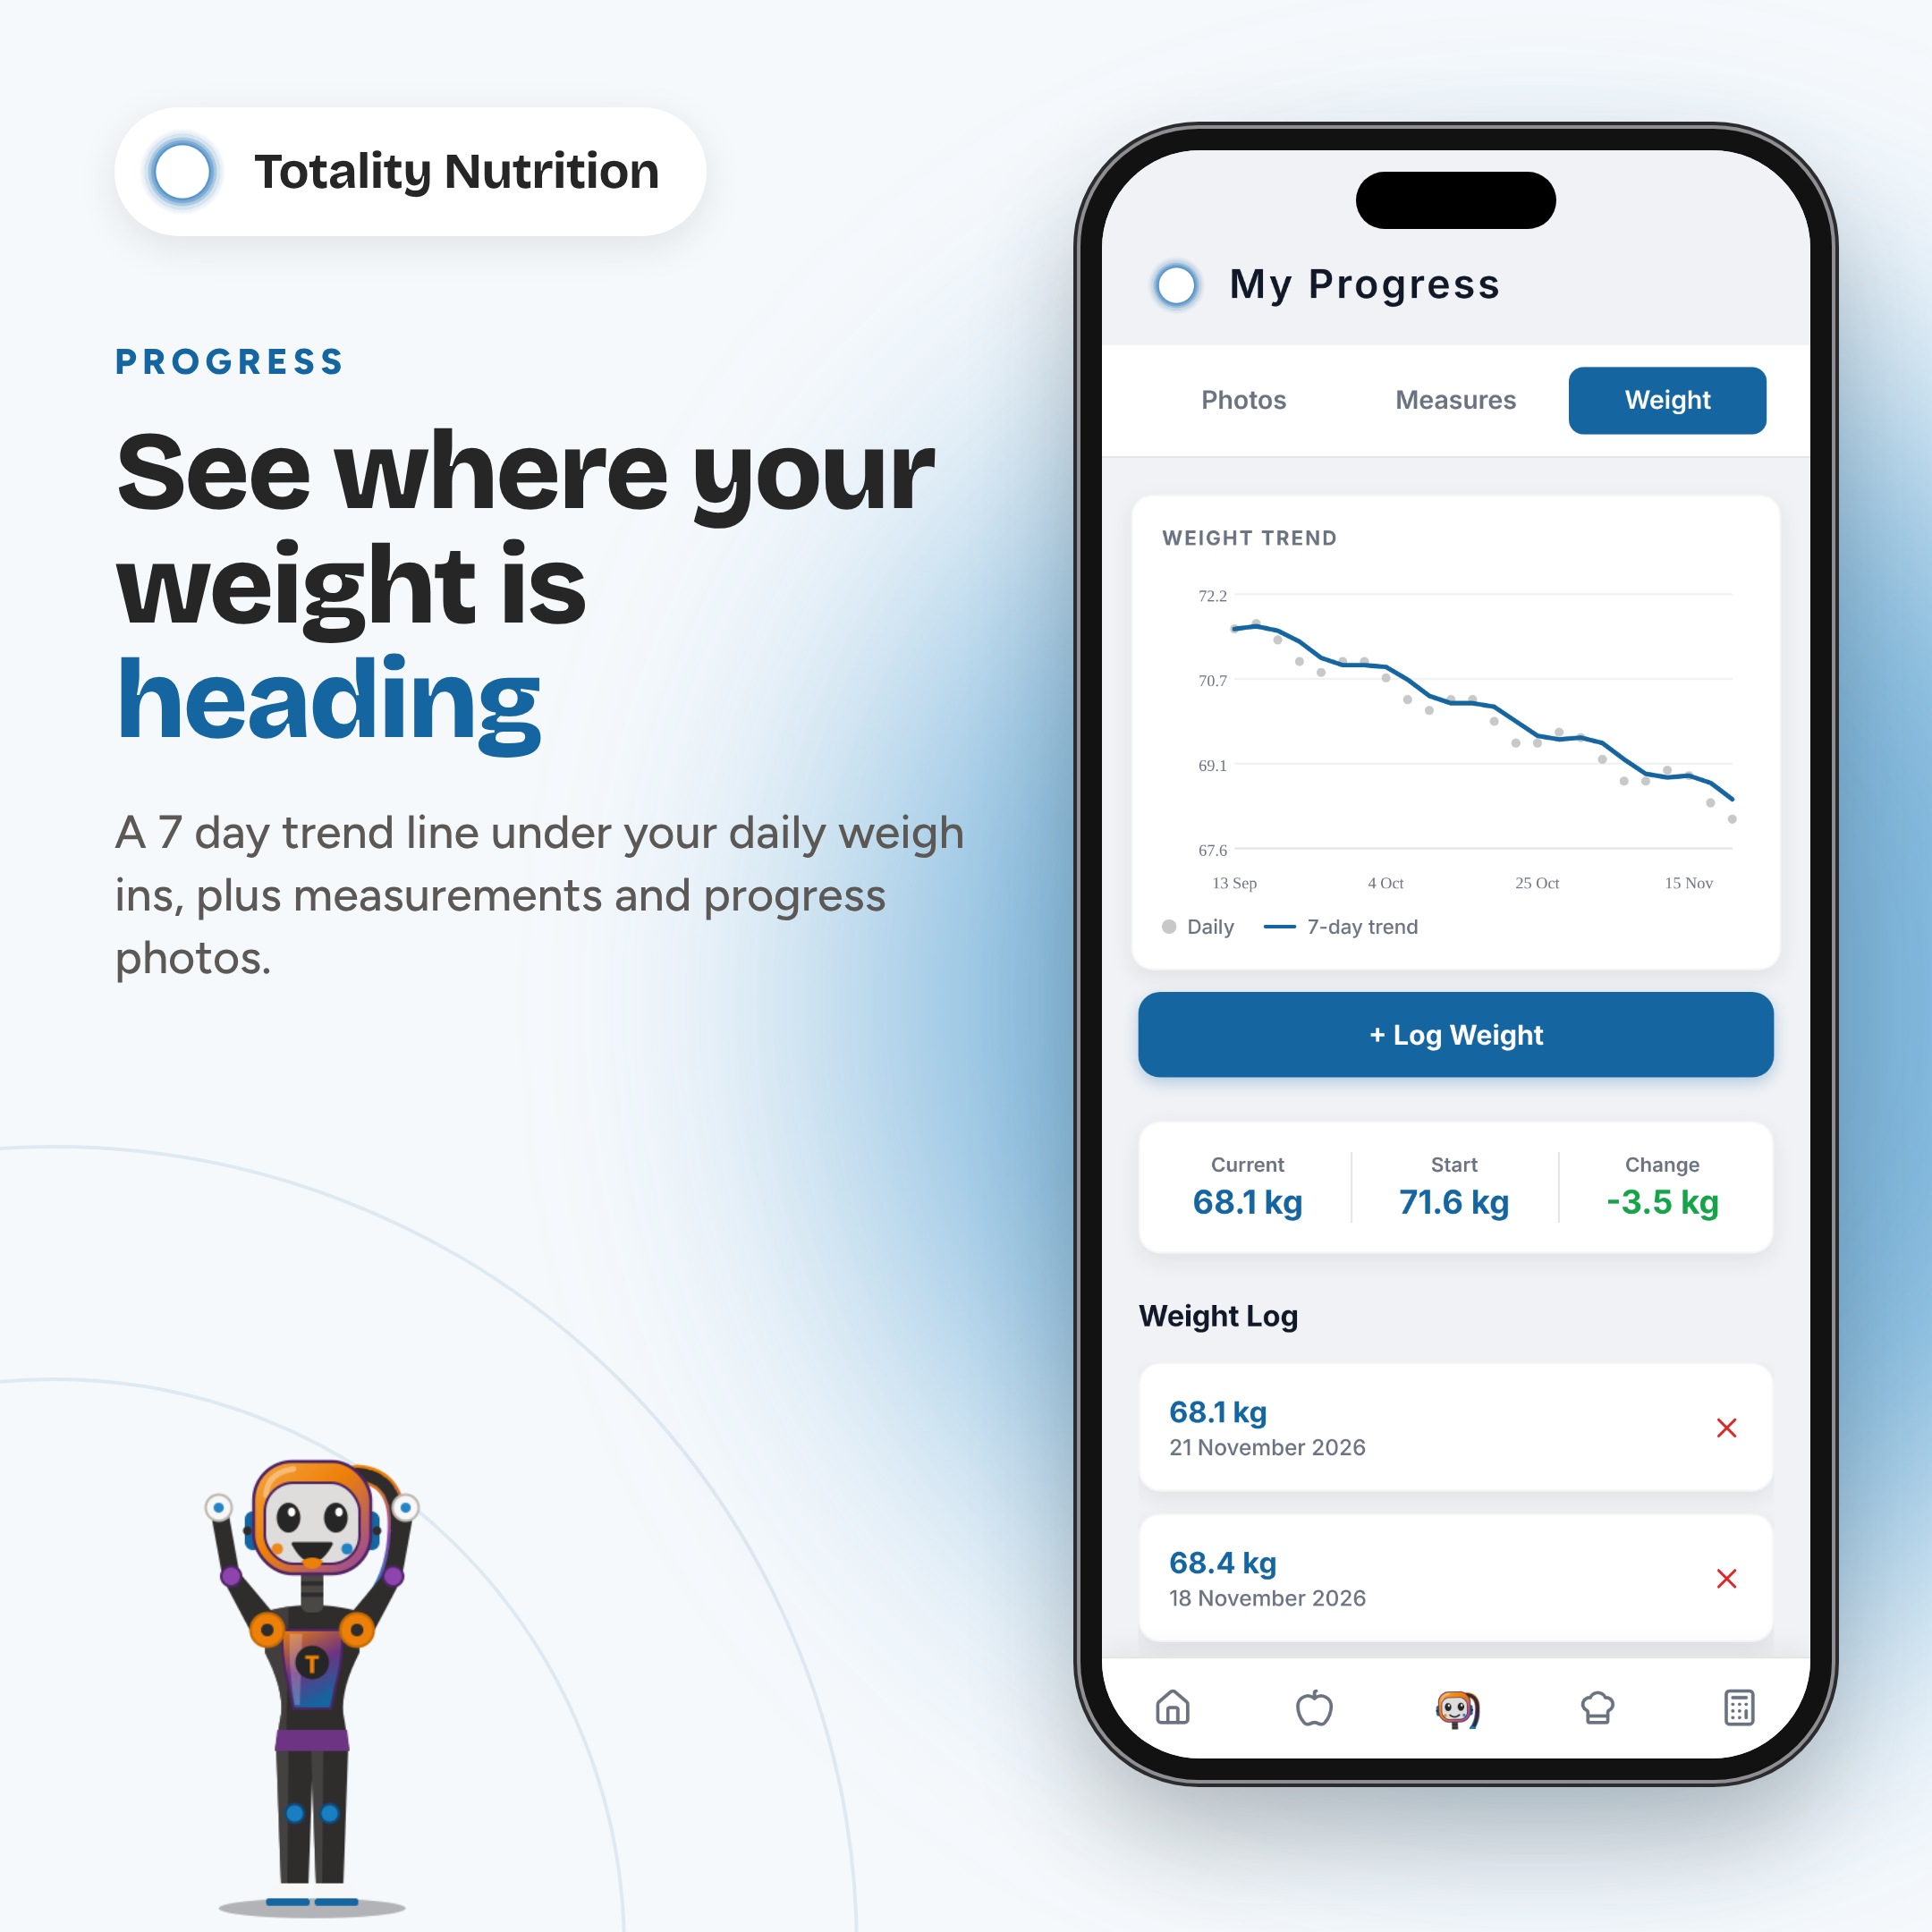 Totality Nutrition
PROGRESS
See where your
weight is
heading
A 7 day trend line under your daily weigh
ins, plus measurements and progress
photos.
My Progress
Photos
Measures
Weight
WEIGHT TREND
72.2
70.7
69.1
67.6
13 Sep
4 Oct
25 Oct
15 Nov
Daily
7-day trend
+ Log Weight
Current
68.1 kg
Start
71.6 kg
Change
-3.5 kg
Weight Log
68.1 kg
21 November 2026
68.4 kg
18 November 2026
T